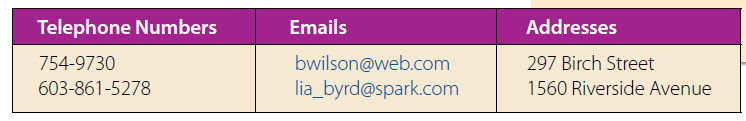 Telephone Numbers Emails Addresses
754-9730 bwilson@web.com 297 Birch Street
603-861-5278 lia_byrd@spark.com 1560 Riverside Avenue